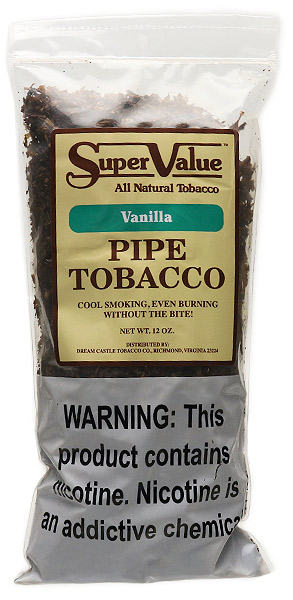 Super Value™
All Natural Tobacco
Vanilla
PIPE
TOBACCO
COOL SMOKING, EVEN BURNING
WITHOUT THE BITE!
NET WT. 12 OZ.
DISTRIBUTED BY:
DREAM CASTLE TOBACCO CO., RICHMOND, VIRGINIA 23224
WARNING: This
product contains
nicotine. Nicotine is
an addictive chemical